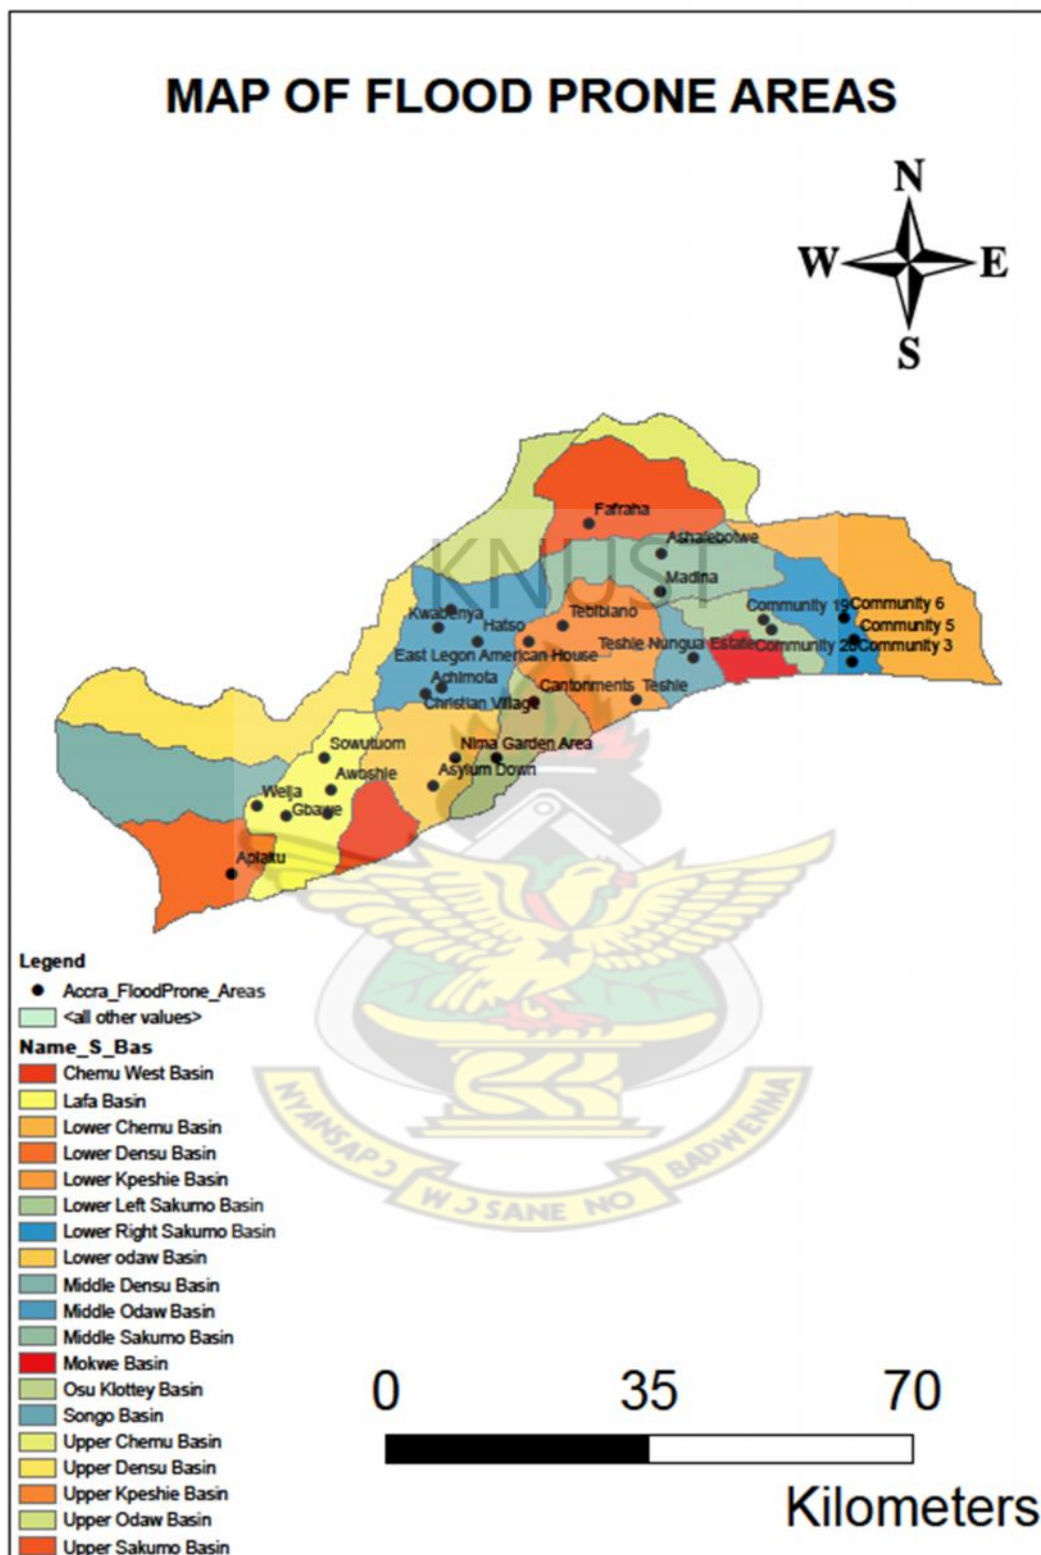 MAP OF FLOOD PRONE AREAS
N
W E
S
Fafraha
KNUST
Ashalebotwe
Madina
Kwabenya
Hatso
Tebibiano
Community 19
Community 6
Community 5
East Legon American House
Teshie Nungua Estate
Community 20
Community 3
Achimota
Christian Village
Cantonments
Teshie
Sowutuom
Nima
Garden Area
Awoshie
Asylum Down
Weija
Gbawe
Aplaku
Legend
Accra_FloodProne_Areas
<all other values>
Name_S_Bas
Chemu West Basin
Lafa Basin
Lower Chemu Basin
Lower Densu Basin
Lower Kpeshie Basin
Lower Left Sakumo Basin
Lower Right Sakumo Basin
Lower odaw Basin
Middle Densu Basin
Middle Odaw Basin
Middle Sakumo Basin
Mokwe Basin
Osu Klottey Basin
Songo Basin
Upper Chemu Basin
Upper Densu Basin
Upper Kpeshie Basin
Upper Odaw Basin
Upper Sakumo Basin
NYANSAPƆ WƆSANE NO BADWENMA
0 35 70
Kilometers